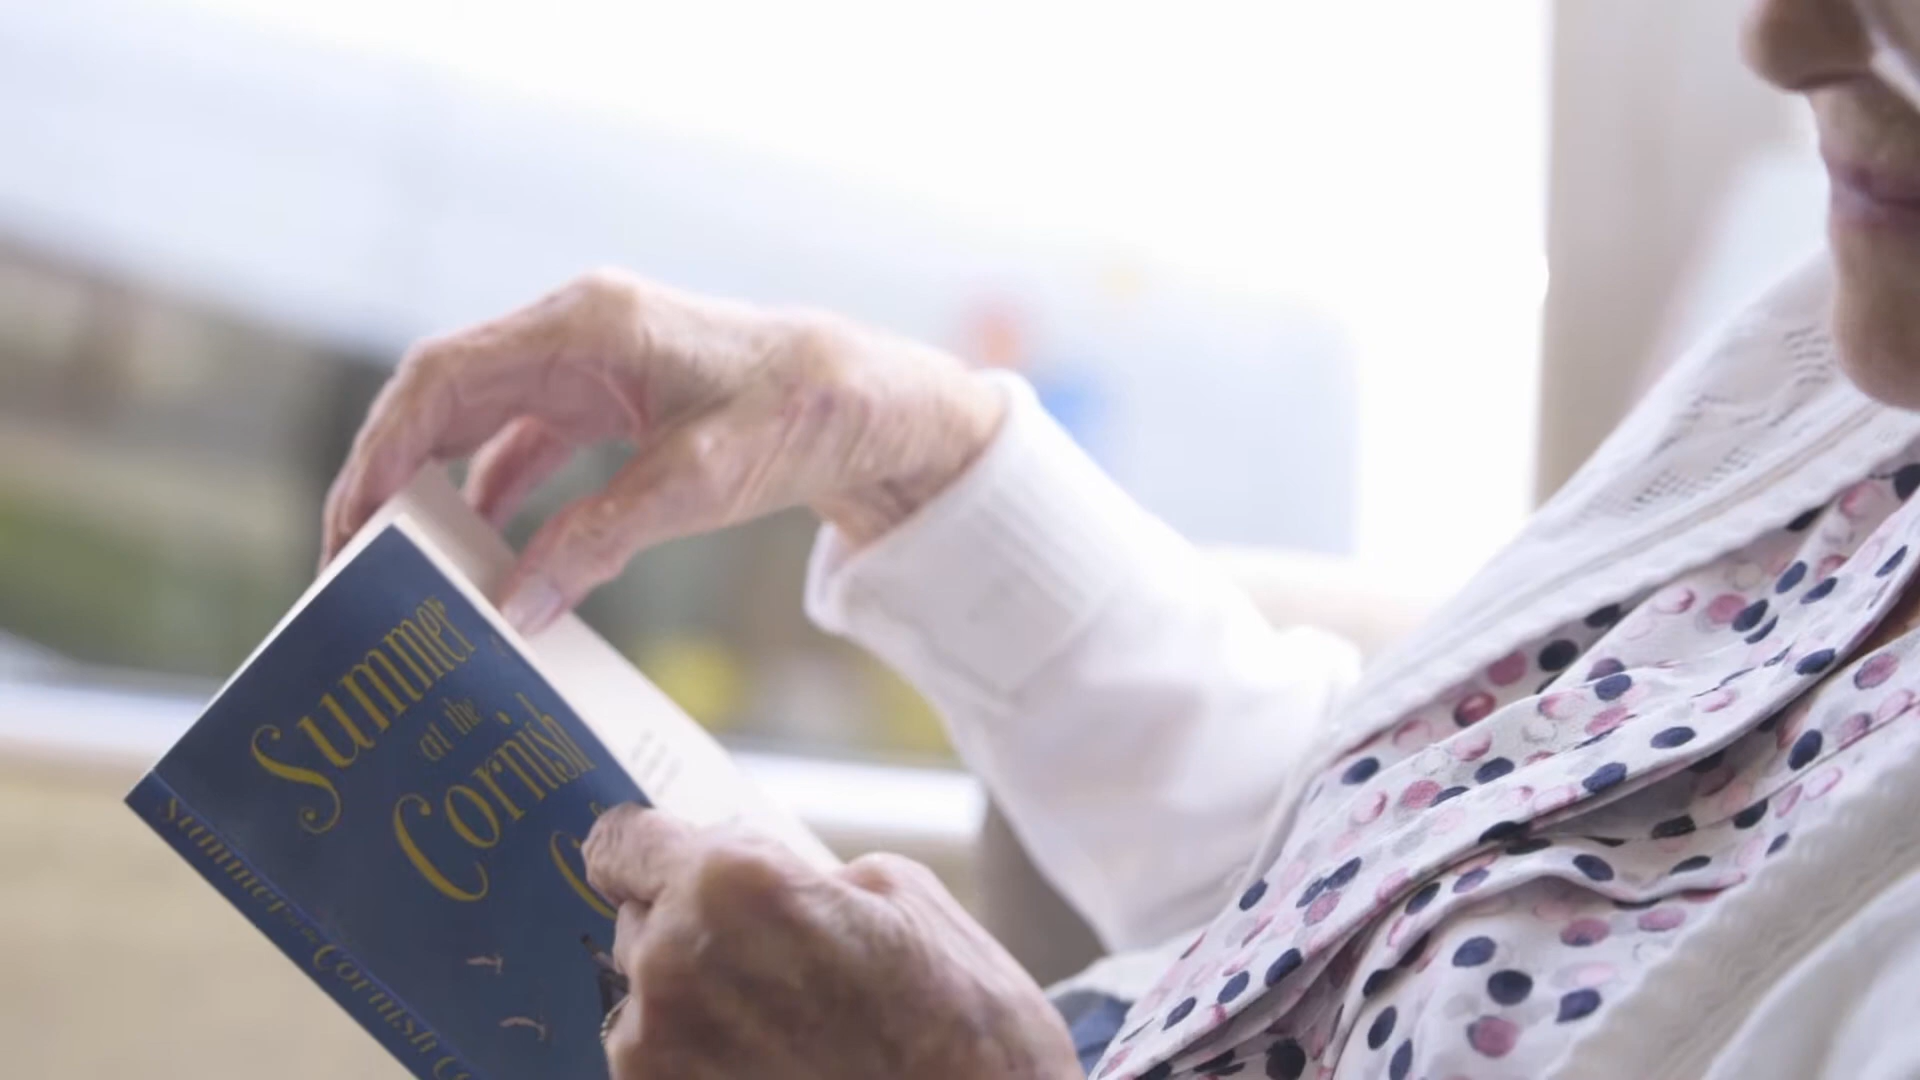 Summer
at the
Cornish
C
Summer at the Cornish C